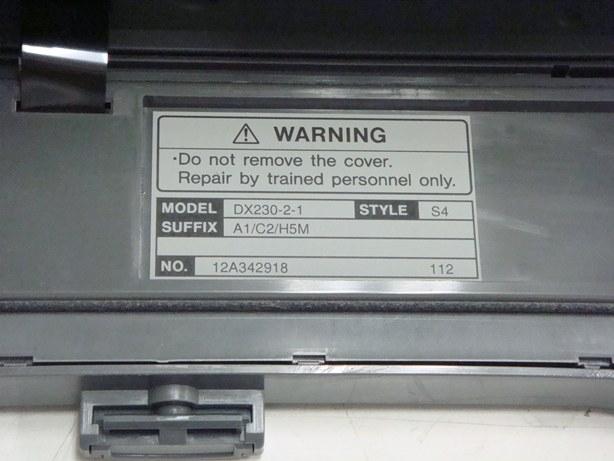 WARNING
·Do not remove the cover.
Repair by trained personnel only.
MODEL DX230-2-1 STYLE S4
SUFFIX A1/C2/H5M
NO. 12A342918 112